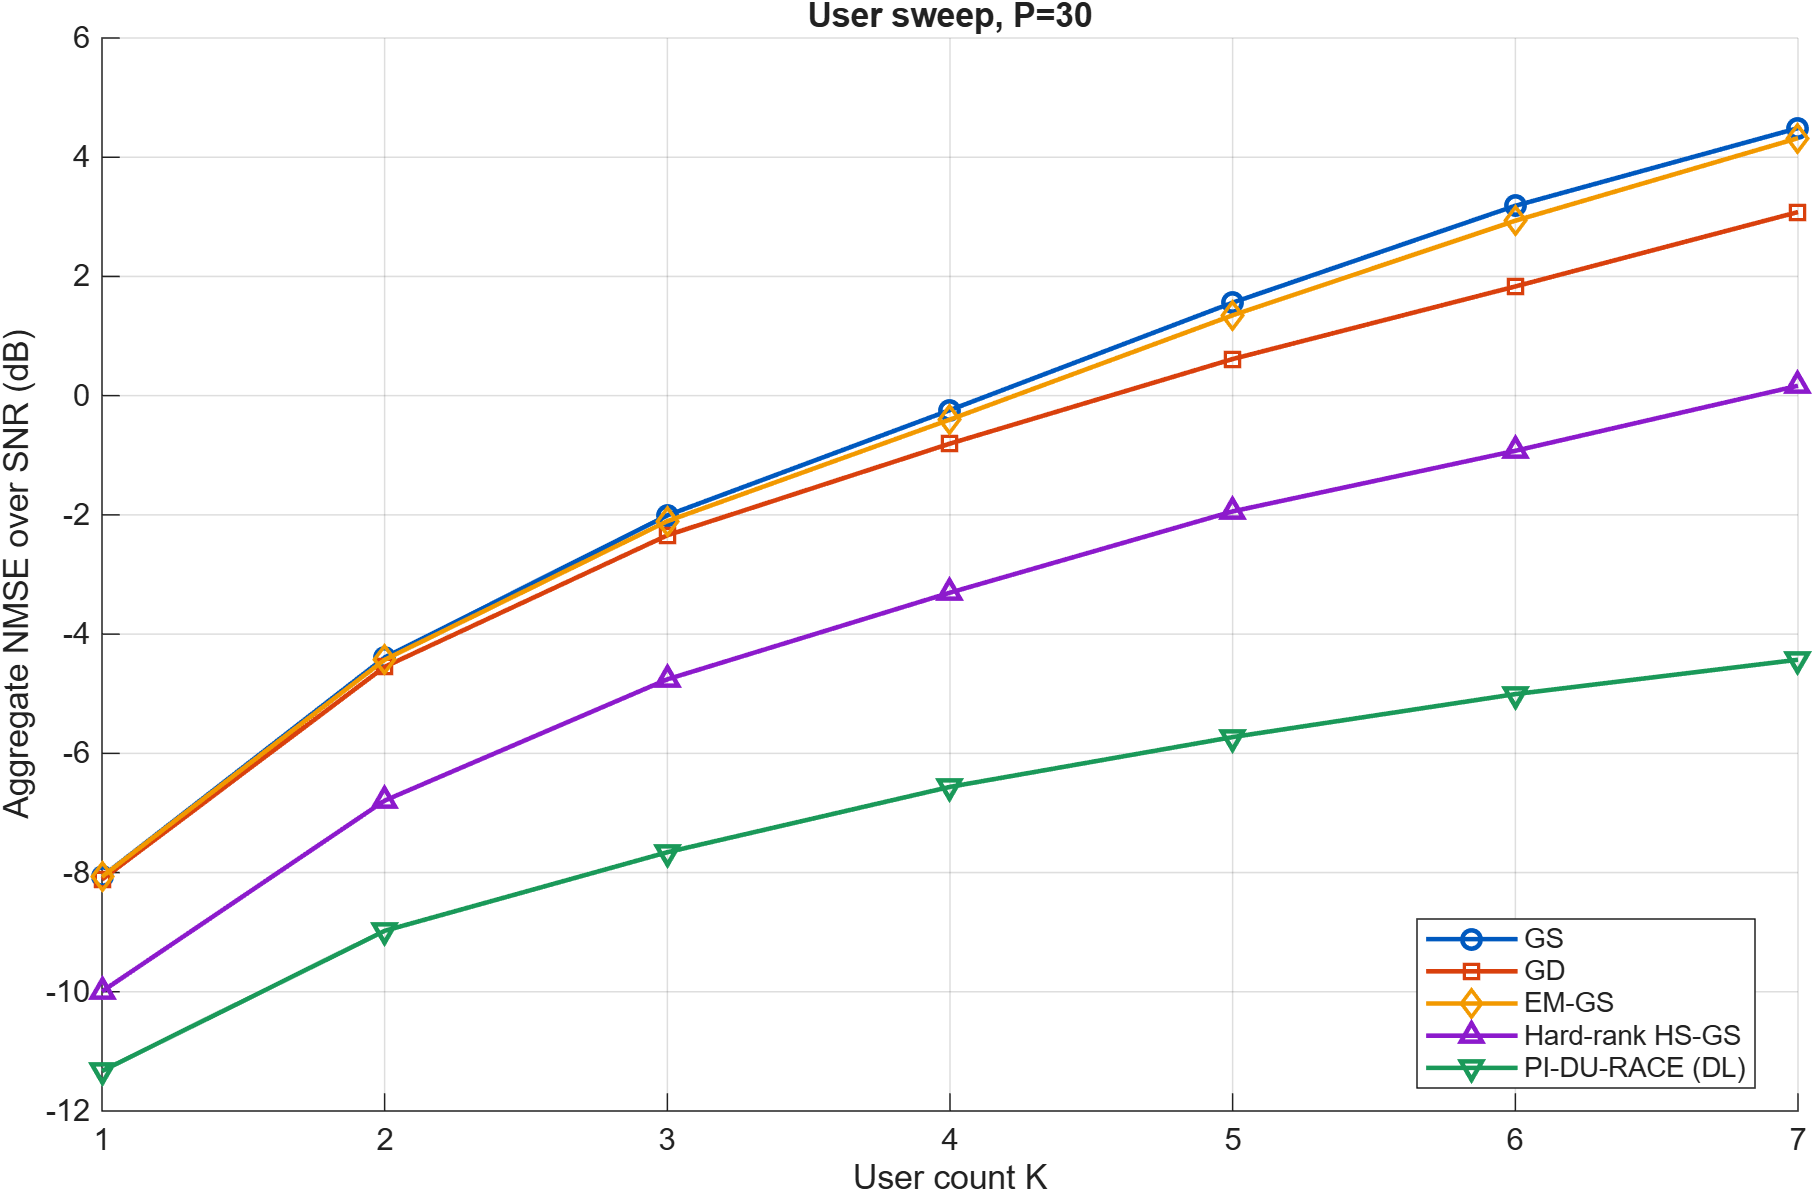 User sweep, P=30
Aggregate NMSE over SNR (dB)
6
4
2
0
-2
-4
-6
-8
-10
-12
1 2 3 4 5 6 7
User count K
GS
GD
EM-GS
Hard-rank HS-GS
PI-DU-RACE (DL)